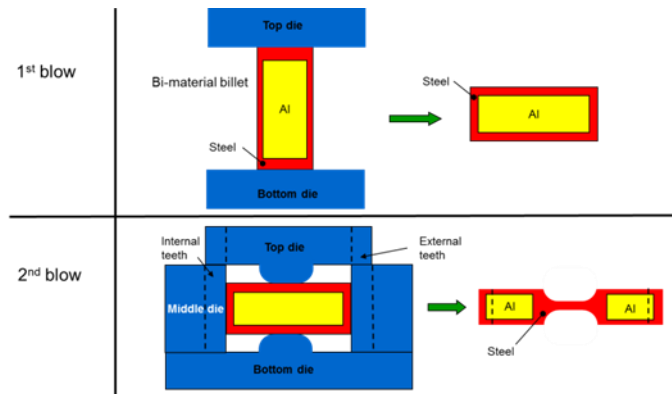 1st blow
Top die
Bi-material billet
Al
Steel
Bottom die
Steel
Al
2nd blow
Internal
teeth
Top die
External
teeth
Middle die
Bottom die
Al
Al
Steel